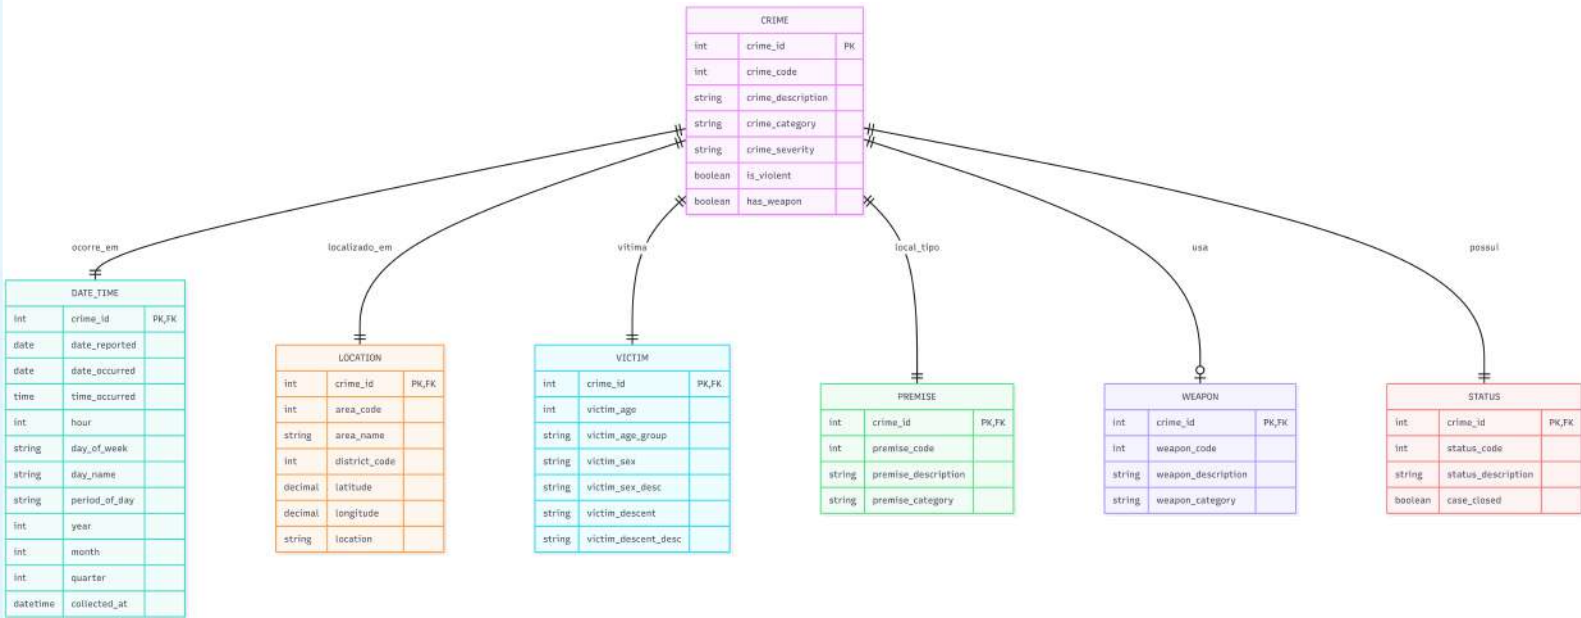 CRIME
int crime_id PK
int crime_code
string crime_description
string crime_category
string crime_severity
boolean is_violent
boolean has_weapon
ocorre_em
localizado_em
vitima
local_tipo
usa
possui
DATE_TIME
int crime_id PK,FK
date date_reported
date date_occurred
time time_occurred
int hour
string day_of_week
string day_name
string period_of_day
int year
int month
int quarter
datetime collected_at
LOCATION
int crime_id PK,FK
int area_code
string area_name
int district_code
decimal latitude
decimal longitude
string location
VICTIM
int crime_id PK,FK
int victim_age
string victim_age_group
string victim_sex
string victim_sex_desc
string victim_descent
string victim_descent_desc
PREMISE
int crime_id PK,FK
int premise_code
string premise_description
string premise_category
WEAPON
int crime_id PK,FK
int weapon_code
string weapon_description
string weapon_category
STATUS
int crime_id PK,FK
int status_code
string status_description
boolean case_closed